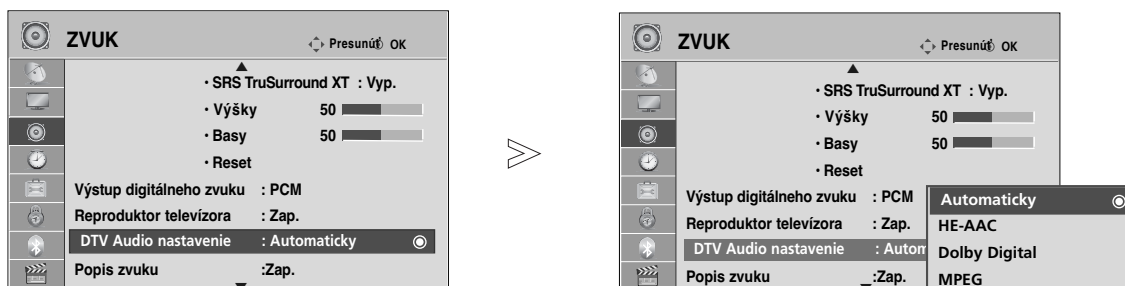 ZVUK Presunúť OK
• SRS TruSurround XT : Vyp.
• Výšky 50
• Basy 50
• Reset
Výstup digitálneho zvuku : PCM
Reproduktor televízora : Zap.
DTV Audio nastavenie : Automaticky
Popis zvuku :Zap.
ZVUK Presunúť OK
• SRS TruSurround XT : Vyp.
• Výšky 50
• Basy 50
• Reset
Výstup digitálneho zvuku : PCM
Reproduktor televízora : Zap.
DTV Audio nastavenie : Autom
Popis zvuku :Zap.
Automaticky
HE-AAC
Dolby Digital
MPEG